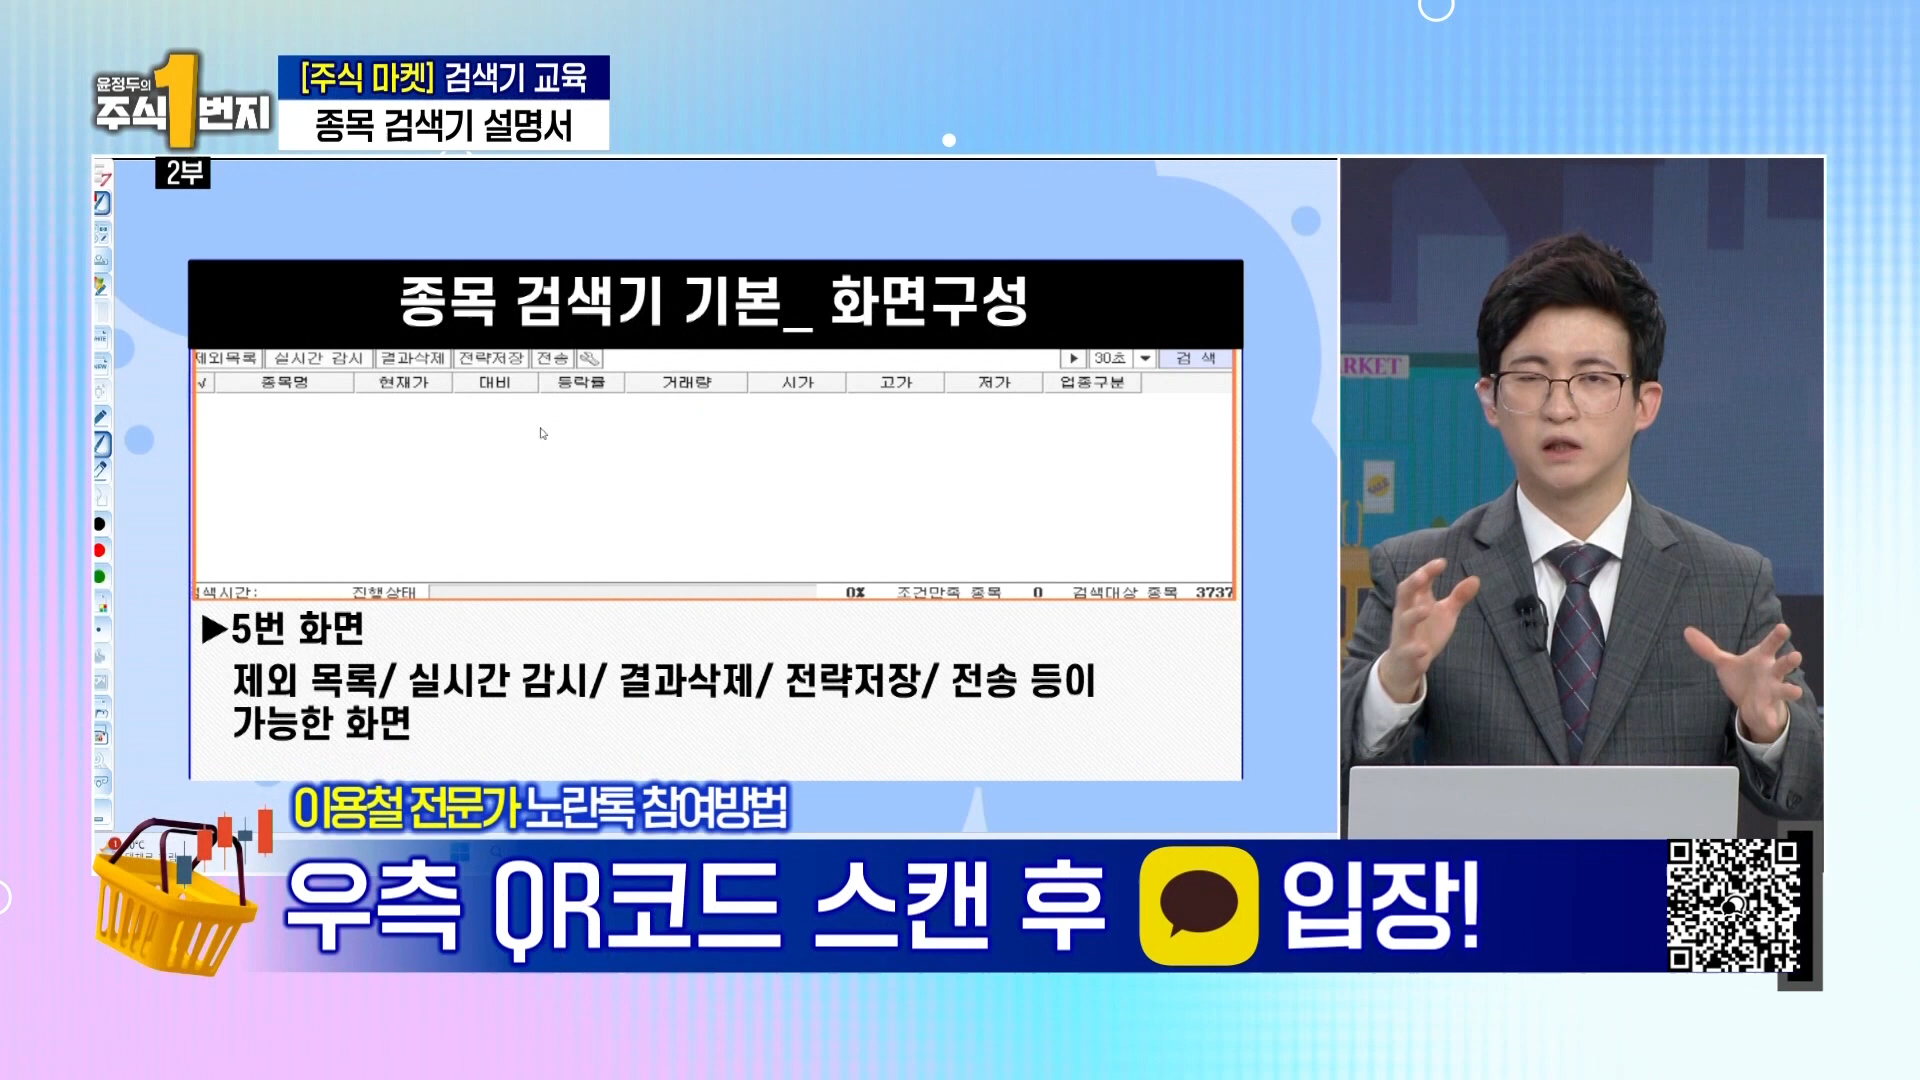 윤정두의
주식1번지
[주식 마켓] 검색기 교육
종목 검색기 설명서
2부
종목 검색기 기본_ 화면구성
제외목록 실시간 감시 결과삭제 전략저장 전송 30초 검 색
√ 종목명 현재가 대비 등락률 거래량 시가 고가 저가 업종구분
색시간: 진행상태 0% 조건만족 종목 0 검색대상 종목 3737
▶5번 화면
제외 목록/ 실시간 감시/ 결과삭제/ 전략저장/ 전송 등이
가능한 화면
RKET
이용철 전문가 노란톡 참여방법
우측 QR코드 스캔 후 입장!